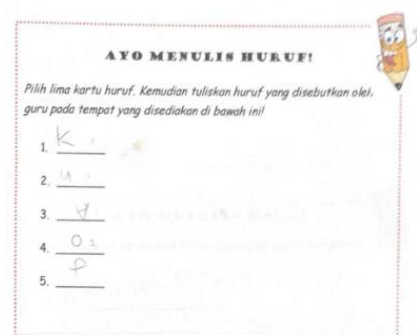 AYO MENULIS HURUF!
Pilih lima kartu huruf. Kemudian tuliskan huruf yang disebutkan oleh
guru pada tempat yang disediakan di bawah ini!
1. K
2.
3. A
4. O
5. P